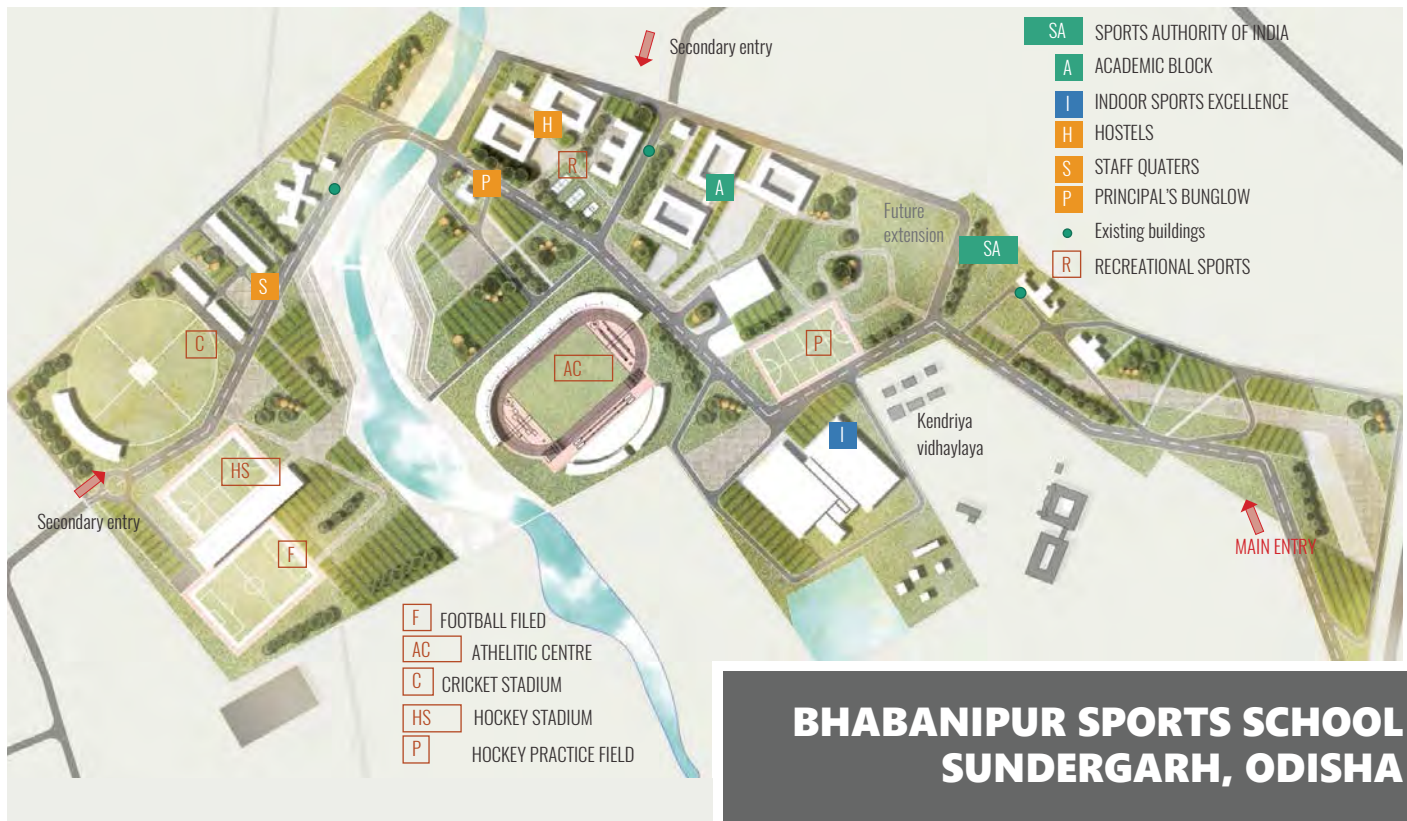 Secondary entry
SA SPORTS AUTHORITY OF INDIA
A ACADEMIC BLOCK
I INDOOR SPORTS EXCELLENCE
H HOSTELS
S STAFF QUATERS
P PRINCIPAL'S BUNGLOW
Existing buildings
R RECREATIONAL SPORTS
H
R
P
A
Future
extension
SA
S
C
P
AC
I
Kendriya
vidhaylaya
HS
Secondary entry
F
MAIN ENTRY
F FOOTBALL FILED
AC ATHELITIC CENTRE
C CRICKET STADIUM
HS HOCKEY STADIUM
P HOCKEY PRACTICE FIELD
BHABANIPUR SPORTS SCHOOL
SUNDERGARH, ODISHA